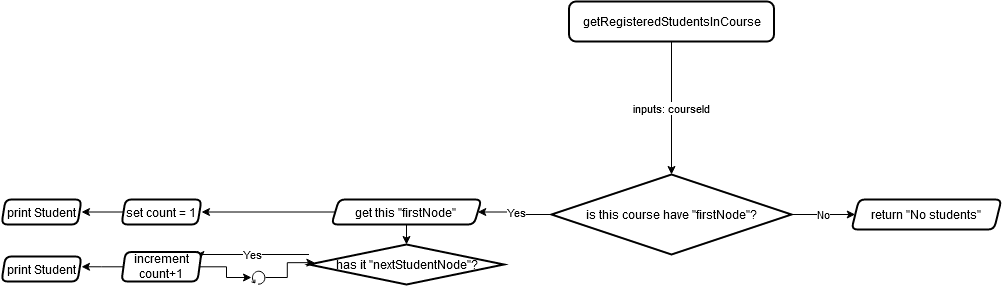 getRegisteredStudentsInCourse
inputs: courseId
is this course have "firstNode"?
Yes
No
return "No students"
get this "firstNode"
set count = 1
print Student
has it "nextStudentNode"?
Yes
increment
count+1
print Student